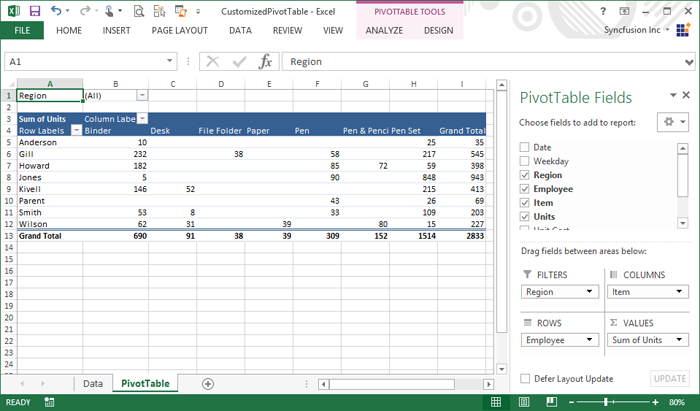 CustomizedPivotTable - Excel
PIVOTTABLE TOOLS
FILE HOME INSERT PAGE LAYOUT DATA REVIEW VIEW ANALYZE DESIGN Syncfusion Inc
A1 fx Region
A B C D E F G H I
1 Region (All)
2
3 Sum of Units Column Labe
4 Row Labels Binder Desk File Folder Paper Pen Pen & Penci Pen Set Grand Total
5 Anderson 10 25 35
6 Gill 232 38 58 217 545
7 Howard 182 85 72 59 398
8 Jones 5 90 848 943
9 Kivell 146 52 215 413
10 Parent 43 26 69
11 Smith 53 8 33 109 203
12 Wilson 62 31 39 80 15 227
13 Grand Total 690 91 38 39 309 152 1514 2833
14
15
16
17
18
19
20
21
22
23
24
Data PivotTable
READY
PivotTable Fields
Choose fields to add to report:
Date
Weekday
Region
Employee
Item
Units
Drag fields between areas below:
FILTERS COLUMNS
Region Item
ROWS Σ VALUES
Employee Sum of Units
Defer Layout Update UPDATE
80%